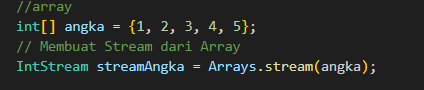 //array
int[] angka = {1, 2, 3, 4, 5};
// Membuat Stream dari Array
IntStream streamAngka = Arrays.stream(angka);